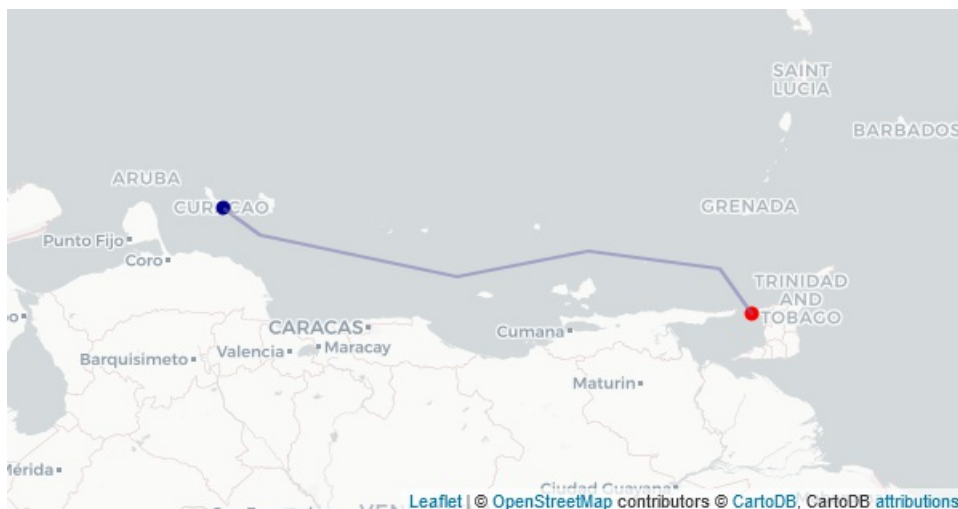 SAINT
LUCIA
BARBADOS
ARUBA
CURACAO
GRENADA
Punto Fijo
Coro
TRINIDAD
AND
TOBAGO
CARACAS
Cumana
Valencia
Maracay
Barquisimeto
Maturin
Mérida
Ciudad Guayana
Leaflet | © OpenStreetMap contributors © CartoDB, CartoDB attributions